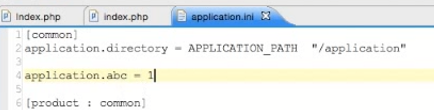 Index.php index.php application.ini
1 [common]
2 application.directory = APPLICATION_PATH "/application"
3
4 application.abc = 1
5
6 [product : common]